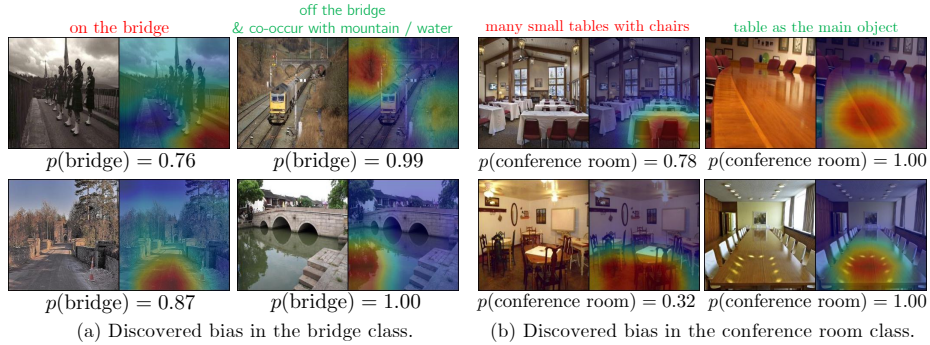 on the bridge
off the bridge
& co-occur with mountain / water
many small tables with chairs
table as the main object
p(bridge) = 0.76
p(bridge) = 0.99
p(conference room) = 0.78
p(conference room) = 1.00
p(bridge) = 0.87
p(bridge) = 1.00
p(conference room) = 0.32
p(conference room) = 1.00
(a) Discovered bias in the bridge class.
(b) Discovered bias in the conference room class.